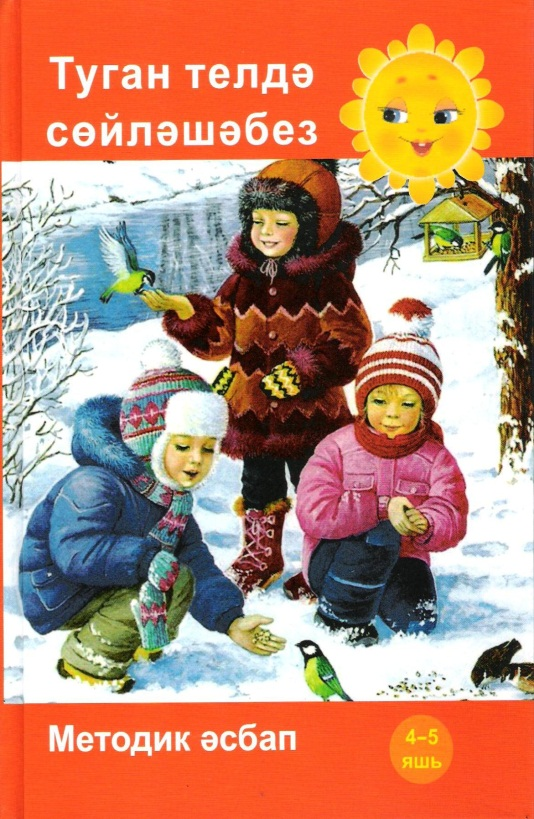 Туган телдә
сөйләшәбез
Методик әсбап
4–5
яшь